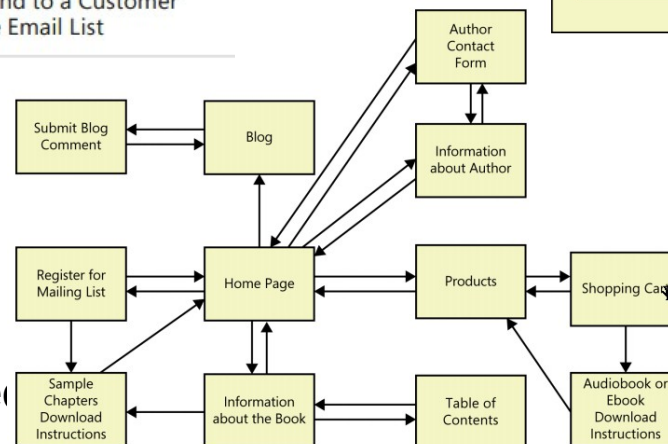 to a Customer
Email List
Author
Contact
Form
Submit Blog
Comment
Blog
Information
about Author
Register for
Mailing List
Home Page
Products
Shopping
Sample
Chapters
Download
Instructions
Information
about the Book
Table of
Contents
Audiobook or
Ebook
Download
Instructions